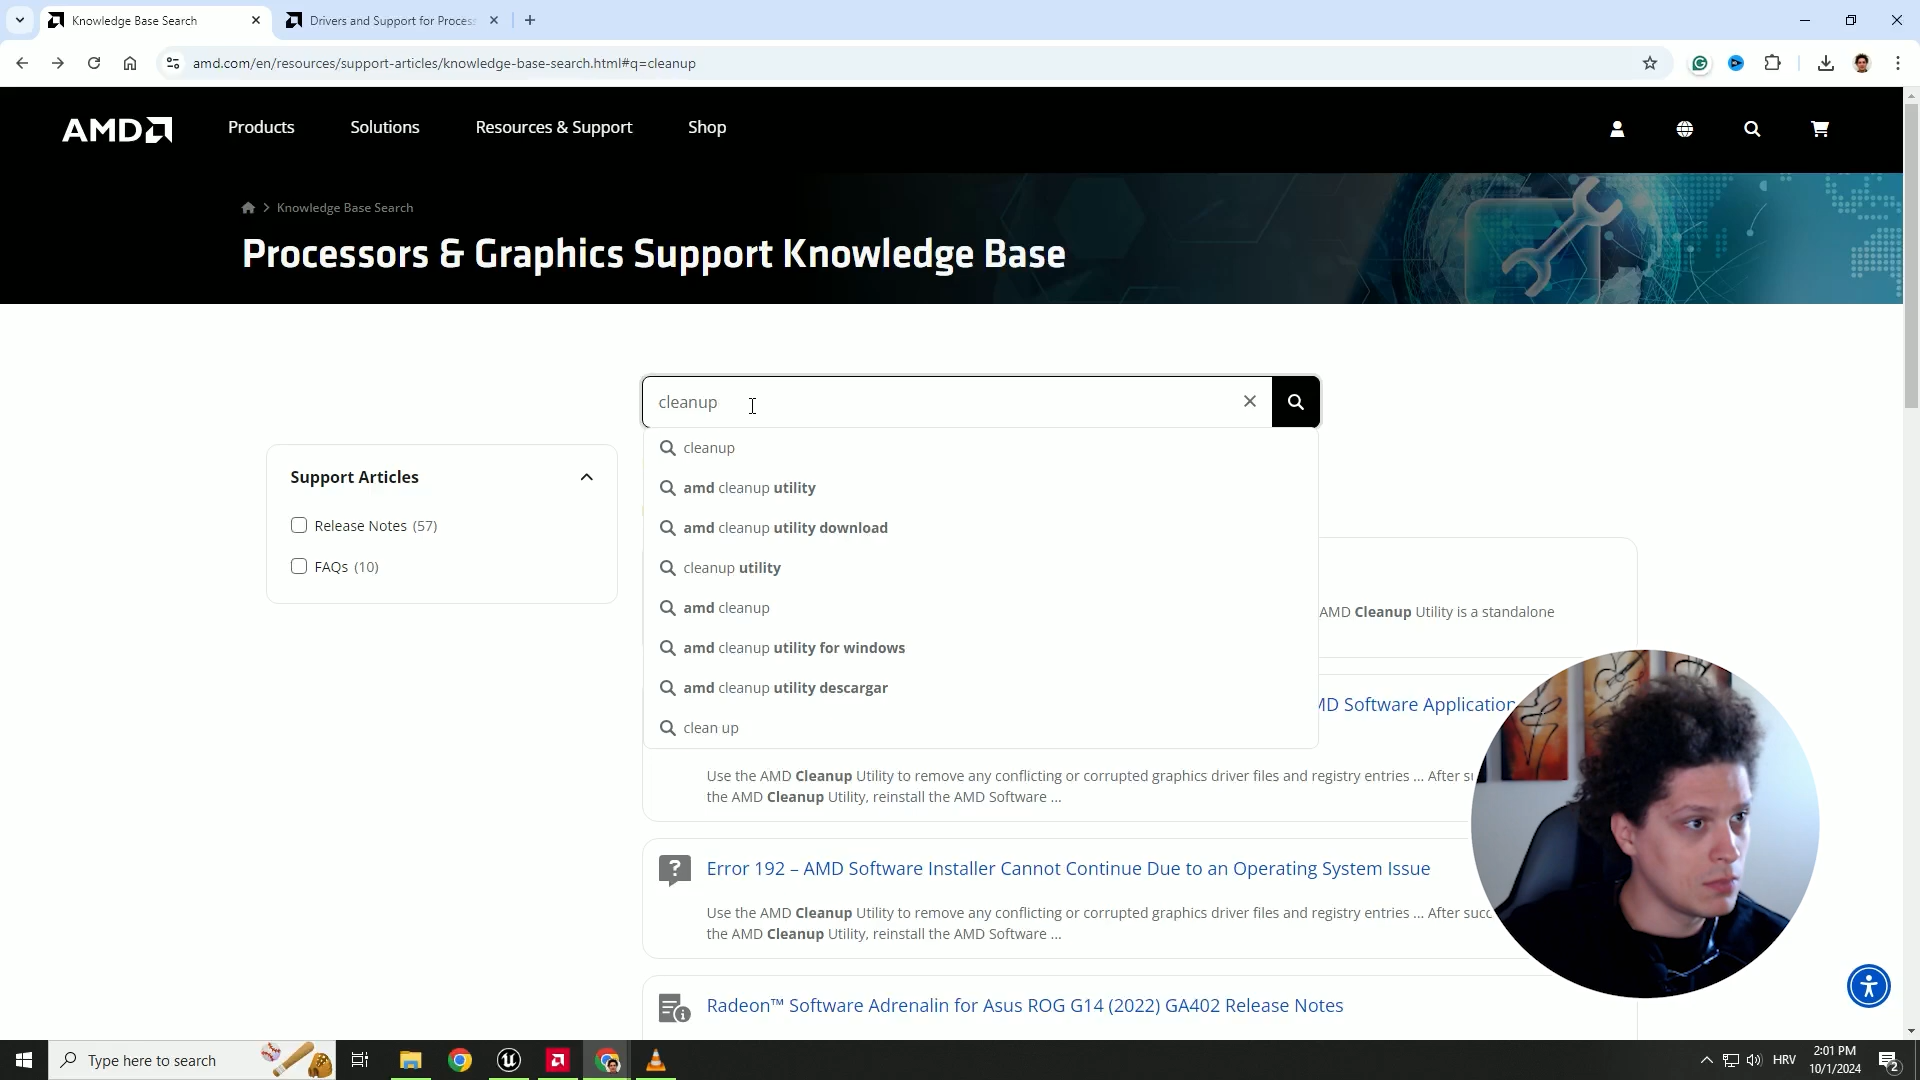 Knowledge Base Search
Drivers and Support for Process
amd.com/en/resources/support-articles/knowledge-base-search.html#q=cleanup
AMD
Products
Solutions
Resources & Support
Shop
Knowledge Base Search
Processors & Graphics Support Knowledge Base
cleanup
cleanup
amd cleanup utility
amd cleanup utility download
cleanup utility
amd cleanup
amd cleanup utility for windows
amd cleanup utility descargar
clean up
Support Articles
Release Notes (57)
FAQs (10)
AMD Cleanup Utility is a standalone
MD Software Application
Use the AMD Cleanup Utility to remove any conflicting or corrupted graphics driver files and registry entries ... After su
the AMD Cleanup Utility, reinstall the AMD Software ...
Error 192 – AMD Software Installer Cannot Continue Due to an Operating System Issue
Use the AMD Cleanup Utility to remove any conflicting or corrupted graphics driver files and registry entries ... After succ
the AMD Cleanup Utility, reinstall the AMD Software ...
Radeon™ Software Adrenalin for Asus ROG G14 (2022) GA402 Release Notes
Type here to search
HRV
2:01 PM
10/1/2024
2